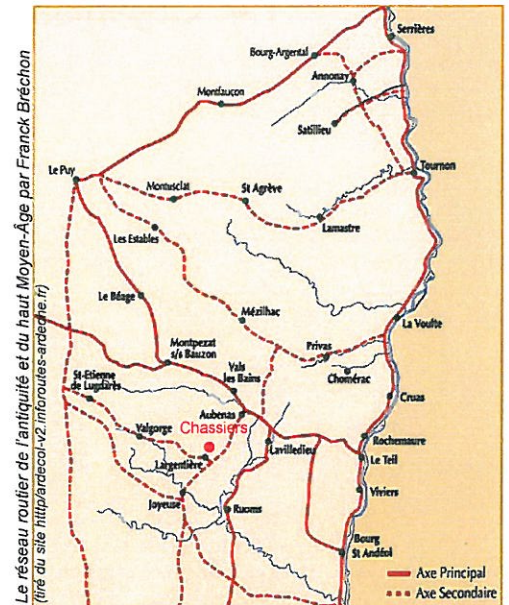 Le réseau routier de l'antiquité et du haut Moyen-Âge par Franck Bréchon
(tiré du site htttp/ardecol-v2.inforoutes-ardeche.fr)
Serrières
Bourg-Argental
Annonay
Monfaucon
Satillieu
Le Puy
Tournon
Montusclat
St Agrève
Lamastre
Les Estables
Le Béage
Mézilhac
La Voulte
Montpezat
s/s Bauzon
Privas
Vals
les Bains
Chomérac
St-Etienne
de Lugdarès
Cruas
Aubenas
Valgorge
Chassiers
Rochemaure
Lavilledieu
Largentière
Le Teil
Joyeuse
Viviers
Ruoms
Bourg
St Andéol
Axe Principal
Axe Secondaire